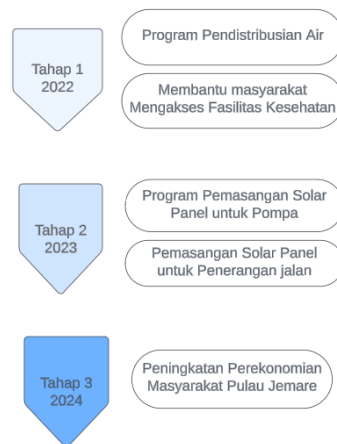 Tahap 1
2022
Program Pendistribusian Air
Membantu masyarakat
Mengakses Fasilitas Kesehatan
Tahap 2
2023
Program Pemasangan Solar
Panel untuk Pompa
Pemasangan Solar Panel
untuk Penerangan jalan
Tahap 3
2024
Peningkatan Perekonomian
Masyarakat Pulau Jemare